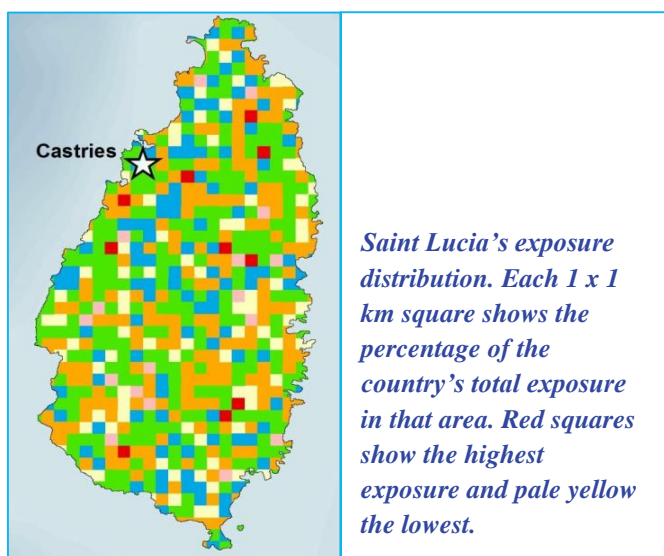 Castries
Saint Lucia’s exposure
distribution. Each 1 x 1
km square shows the
percentage of the
country’s total exposure
in that area. Red squares
show the highest
exposure and pale yellow
the lowest.